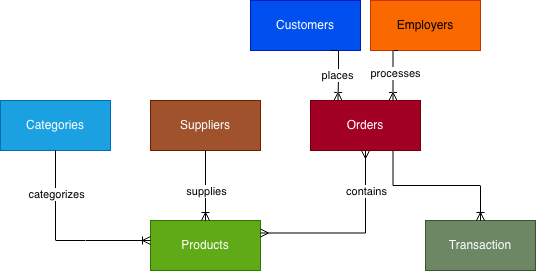 Customers
Employers
places
processes
Categories
Suppliers
Orders
categorizes
supplies
contains
Products
Transaction